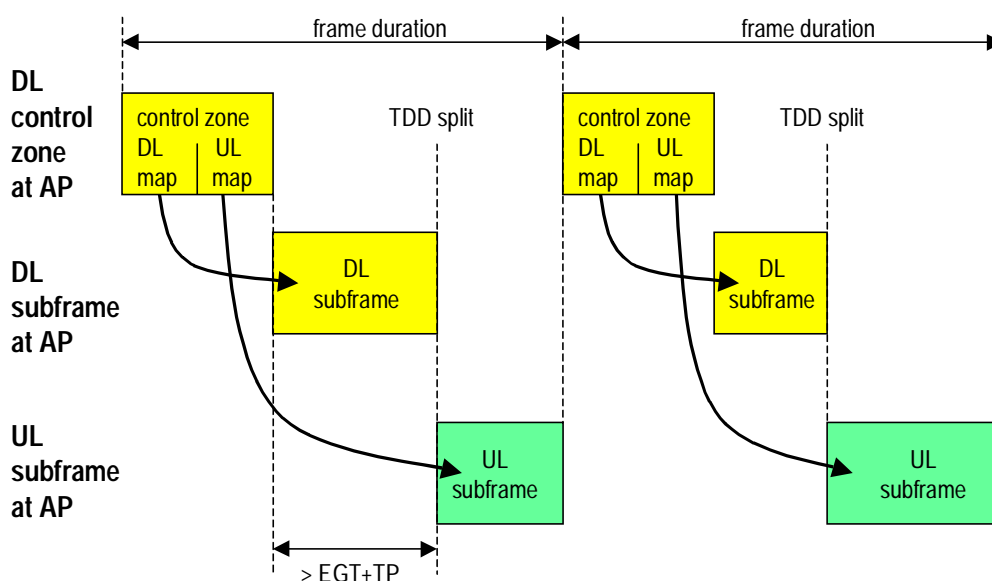 frame duration
frame duration
DL
control
zone
at AP
control zone
DL
map
UL
map
TDD split
control zone
DL
map
UL
map
TDD split
DL
subframe
at AP
DL
subframe
DL
subframe
UL
subframe
at AP
UL
subframe
UL
subframe
> EGT+TP